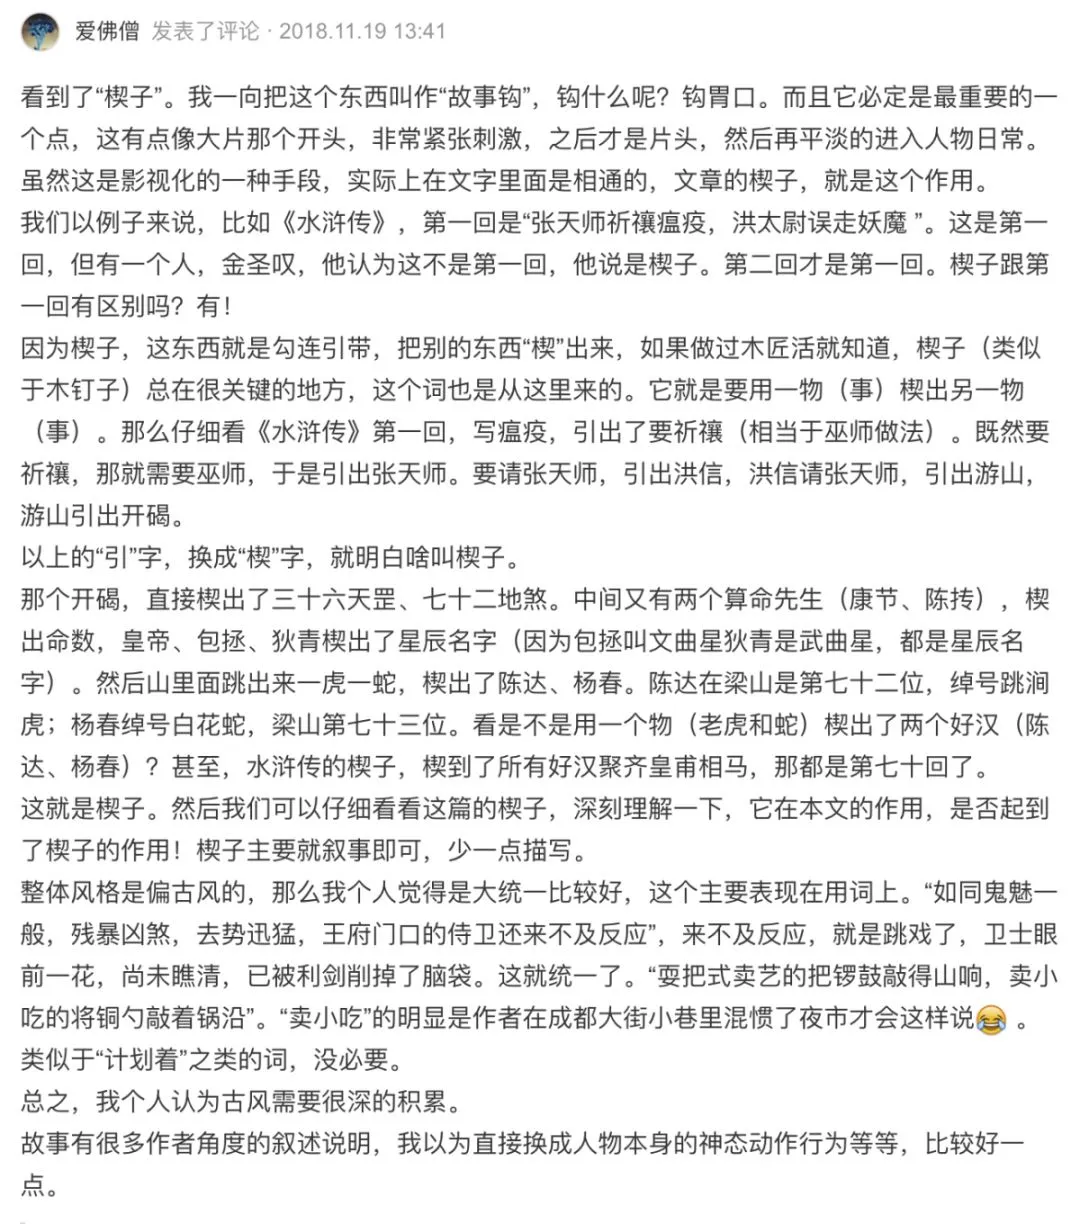 爱佛僧 发表了评论 · 2018.11.19 13:41
看到了“楔子”。我一向把这个东西叫作“故事钩”，钩什么呢？钩胃口。而且它必定是最重要的一
个点，这有点像大片那个开头，非常紧张刺激，之后才是片头，然后再平淡的进入人物日常。
虽然这是影视化的一种手段，实际上在文字里面是相通的，文章的楔子，就是这个作用。
我们以例子来说，比如《水浒传》，第一回是“张天师祈禳瘟疫，洪太尉误走妖魔 ”。这是第一
回，但有一个人，金圣叹，他认为这不是第一回，他说是楔子。第二回才是第一回。楔子跟第
一回有区别吗？有！
因为楔子，这东西就是勾连引带，把别的东西“楔”出来，如果做过木匠活就知道，楔子（类似
于木钉子）总在很关键的地方，这个词也是从这里来的。它就是要用一物（事）楔出另一物
（事）。那么仔细看《水浒传》第一回，写瘟疫，引出了要祈禳（相当于巫师做法）。既然要
祈禳，那就需要巫师，于是引出张天师。要请张天师，引出洪信，洪信请张天师，引出游山，
游山引出开碣。
以上的“引”字，换成“楔”字，就明白啥叫楔子。
那个开碣，直接楔出了三十六天罡、七十二地煞。中间又有两个算命先生（康节、陈抟），楔
出命数，皇帝、包拯、狄青楔出了星辰名字（因为包拯叫文曲星狄青是武曲星，都是星辰名
字）。然后山里面跳出来一虎一蛇，楔出了陈达、杨春。陈达在梁山是第七十二位，绰号跳涧
虎；杨春绰号白花蛇，梁山第七十三位。看是不是用一个物（老虎和蛇）楔出了两个好汉（陈
达、杨春）？甚至，水浒传的楔子，楔到了所有好汉聚齐皇甫相马，那都是第七十回了。
这就是楔子。然后我们可以仔细看看这篇的楔子，深刻理解一下，它在本文的作用，是否起到
了楔子的作用！楔子主要就叙事即可，少一点描写。
整体风格是偏古风的，那么我个人觉得是大统一比较好，这个主要表现在用词上。“如同鬼魅一
般，残暴凶煞，去势迅猛，王府门口的侍卫还来不及反应”，来不及反应，就是跳戏了，卫士眼
前一花，尚未瞧清，已被利剑削掉了脑袋。这就统一了。“耍把式卖艺的把锣鼓敲得山响，卖小
吃的将铜勺敲着锅沿”。“卖小吃”的明显是作者在成都大街小巷里混惯了夜市才会这样说😂 。
类似于“计划着”之类的词，没必要。
总之，我个人认为古风需要很深的积累。
故事有很多作者角度的叙述说明，我以为直接换成人物本身的神态动作行为等等，比较好一
点。